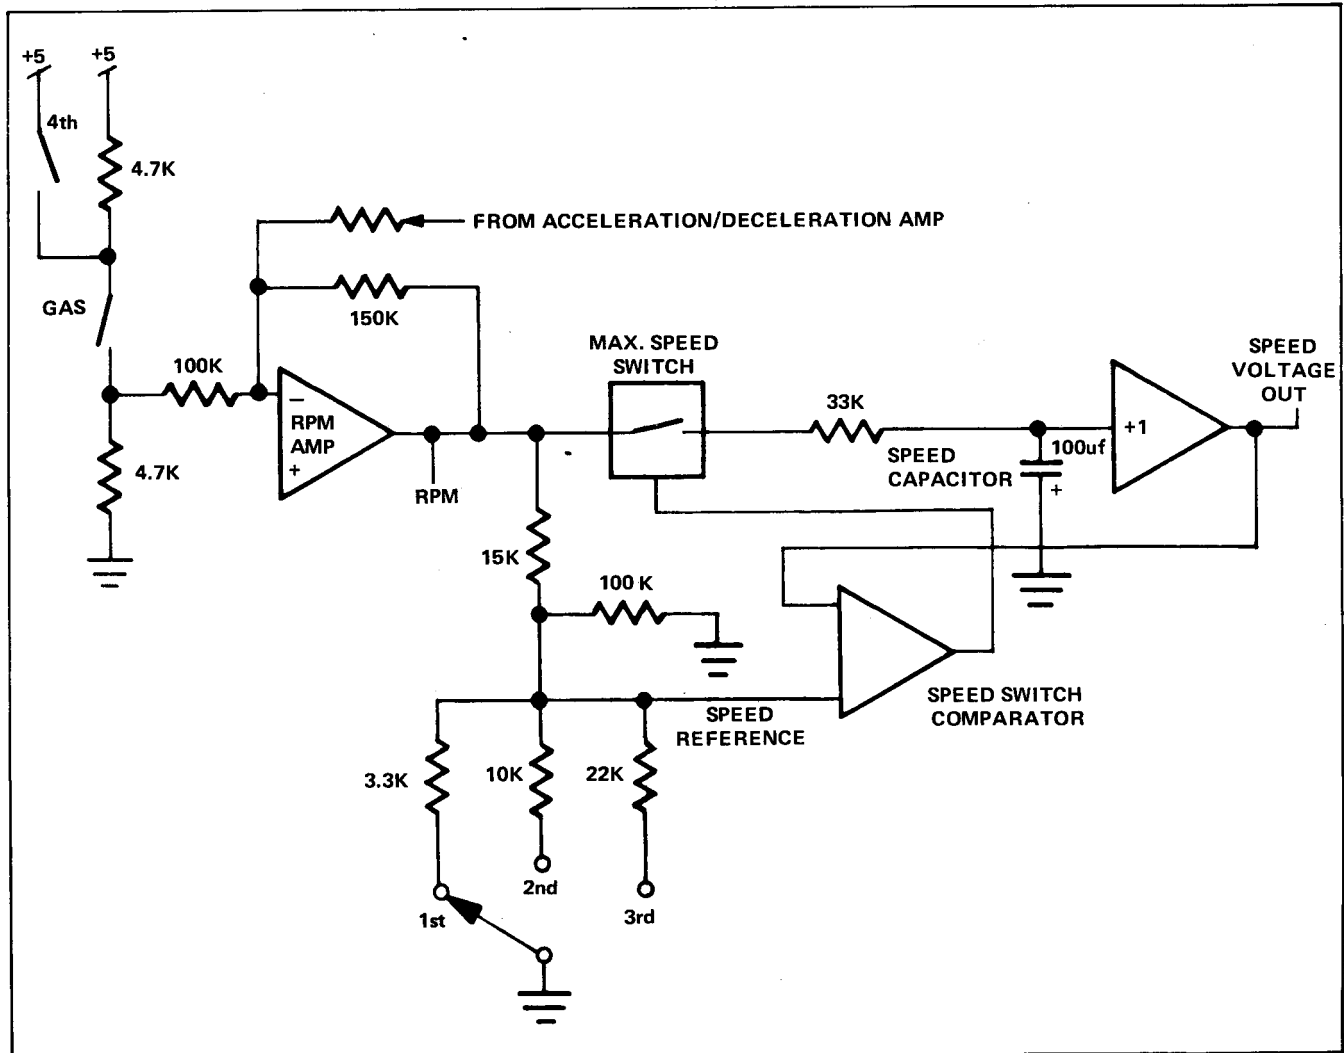 +5
+5
4th
4.7K
FROM ACCELERATION/DECELERATION AMP
GAS
150K
MAX. SPEED
SWITCH
100K
SPEED
VOLTAGE
OUT
33K
−
RPM
AMP
+
+1
100uf
SPEED
CAPACITOR
+
4.7K
RPM
15K
100 K
SPEED SWITCH
COMPARATOR
SPEED
REFERENCE
3.3K
10K
22K
2nd
1st
3rd